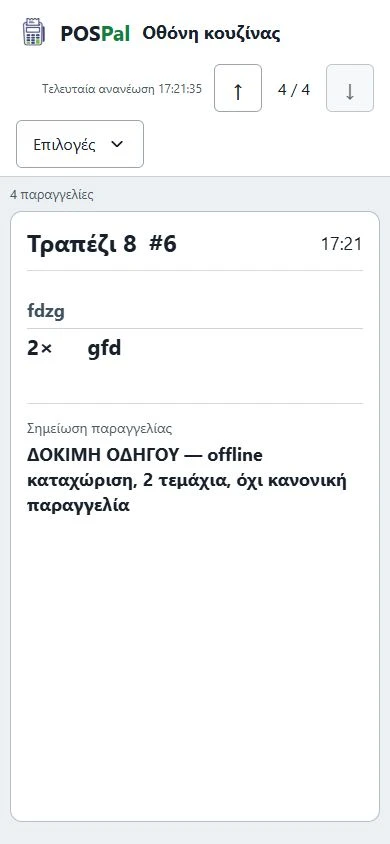 POSPal Οθόνη κουζίνας
Τελευταία ανανέωση 17:21:35 ↑ 4 / 4 ↓
Επιλογές
4 παραγγελίες
Τραπέζι 8 #6 17:21
fdzg
2× gfd
Σημείωση παραγγελίας
ΔΟΚΙΜΗ ΟΔΗΓΟΥ — offline
καταχώριση, 2 τεμάχια, όχι κανονική
παραγγελία